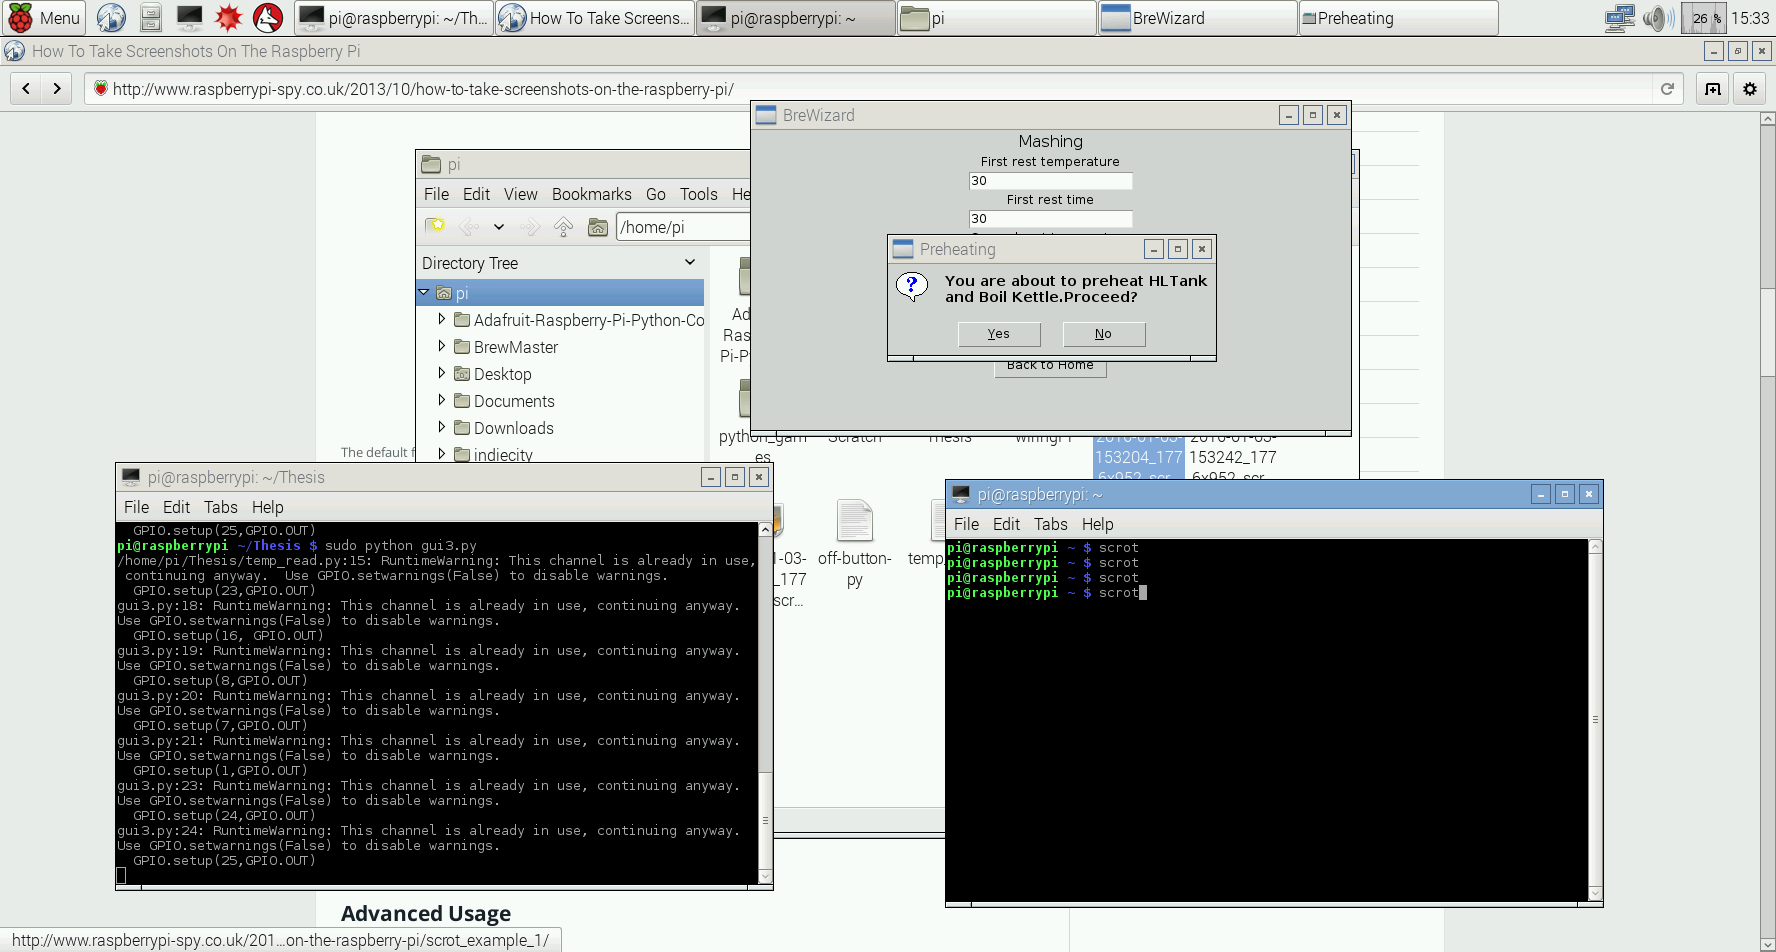 Menu
pi@raspberrypi: ~/Th...
How To Take Screens...
pi@raspberrypi: ~
pi
BreWizard
Preheating
26 %
15:33
How To Take Screenshots On The Raspberry Pi
http://www.raspberrypi-spy.co.uk/2013/10/how-to-take-screenshots-on-the-raspberry-pi/
BreWizard
Mashing
First rest temperature
30
First rest time
30
Preheating
You are about to preheat HLTank
and Boil Kettle.Proceed?
Yes
No
Back to Home
pi
File Edit View Bookmarks Go Tools He
/home/pi
Directory Tree
pi
Adafruit-Raspberry-Pi-Python-Co
BrewMaster
Desktop
Documents
Downloads
indiecity
Ad
Ras
Pi-P
python_gam
es
Scratch
Thesis
wiringPi
2016-01-03-
153204_177
6x952_scr
2016-01-03-
153242_177
6x952_scr
1-03-
_177
scr...
off-button-
py
temp
The default f
pi@raspberrypi: ~/Thesis
File Edit Tabs Help
GPIO.setup(25,GPIO.OUT)
pi@raspberrypi ~/Thesis $ sudo python gui3.py
/home/pi/Thesis/temp_read.py:15: RuntimeWarning: This channel is already in use,
continuing anyway.  Use GPIO.setwarnings(False) to disable warnings.
GPIO.setup(23,GPIO.OUT)
gui3.py:18: RuntimeWarning: This channel is already in use, continuing anyway.
Use GPIO.setwarnings(False) to disable warnings.
GPIO.setup(16, GPIO.OUT)
gui3.py:19: RuntimeWarning: This channel is already in use, continuing anyway.
Use GPIO.setwarnings(False) to disable warnings.
GPIO.setup(8,GPIO.OUT)
gui3.py:20: RuntimeWarning: This channel is already in use, continuing anyway.
Use GPIO.setwarnings(False) to disable warnings.
GPIO.setup(7,GPIO.OUT)
gui3.py:21: RuntimeWarning: This channel is already in use, continuing anyway.
Use GPIO.setwarnings(False) to disable warnings.
GPIO.setup(1,GPIO.OUT)
gui3.py:23: RuntimeWarning: This channel is already in use, continuing anyway.
Use GPIO.setwarnings(False) to disable warnings.
GPIO.setup(24,GPIO.OUT)
gui3.py:24: RuntimeWarning: This channel is already in use, continuing anyway.
Use GPIO.setwarnings(False) to disable warnings.
GPIO.setup(25,GPIO.OUT)
pi@raspberrypi: ~
File Edit Tabs Help
pi@raspberrypi ~ $ scrot
pi@raspberrypi ~ $ scrot
pi@raspberrypi ~ $ scrot
pi@raspberrypi ~ $ scrot
Advanced Usage
http://www.raspberrypi-spy.co.uk/201...on-the-raspberry-pi/scrot_example_1/